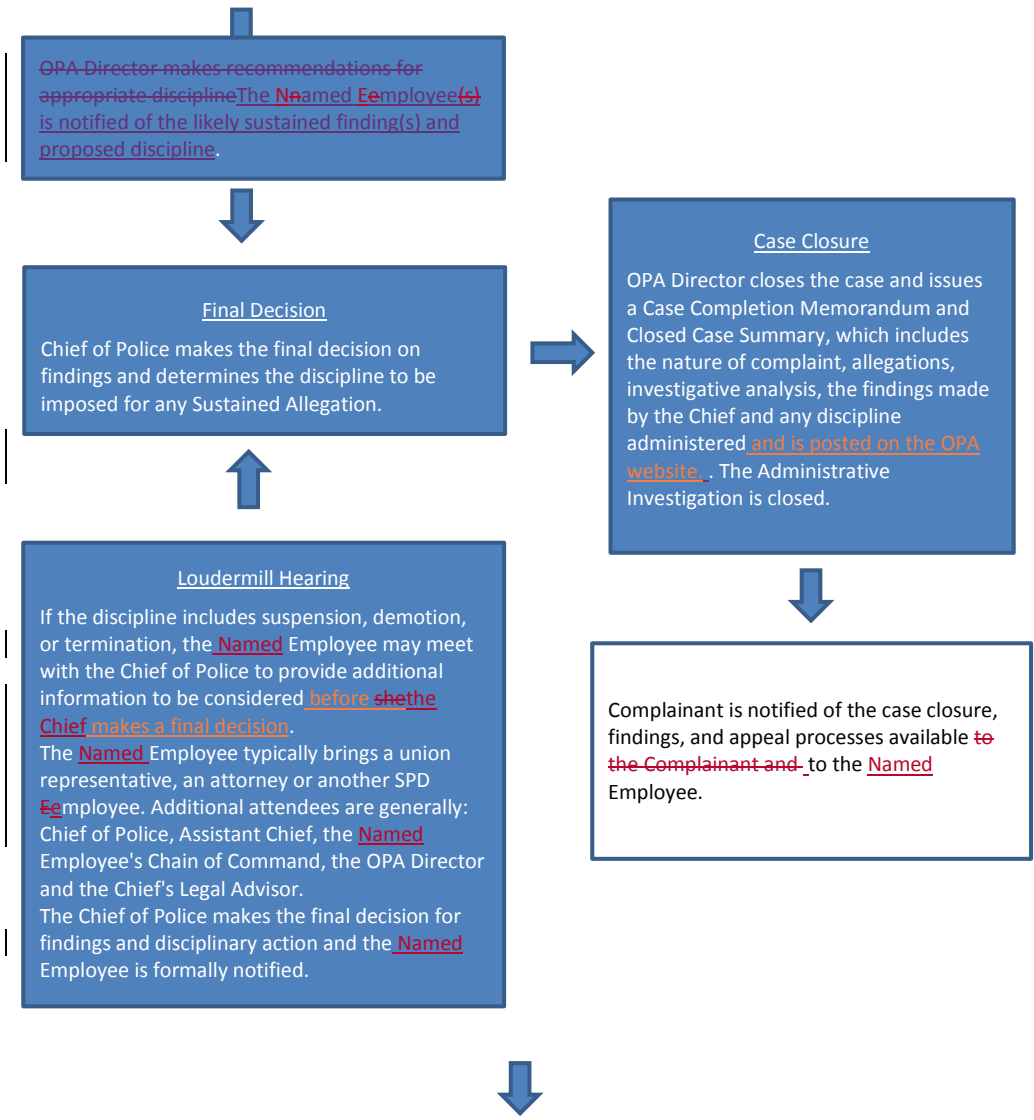 OPA Director makes recommendations for
appropriate disciplineThe Nnamed Eemployee(s)
is notified of the likely sustained finding(s) and
proposed discipline.
Final Decision
Chief of Police makes the final decision on
findings and determines the discipline to be
imposed for any Sustained Allegation.
Case Closure
OPA Director closes the case and issues
a Case Completion Memorandum and
Closed Case Summary, which includes
the nature of complaint, allegations,
investigative analysis, the findings made
by the Chief and any discipline
administered and is posted on the OPA
website. . The Administrative
Investigation is closed.
Loudermill Hearing
If the discipline includes suspension, demotion,
or termination, the Named Employee may meet
with the Chief of Police to provide additional
information to be considered before shethe
Chief makes a final decision.
The Named Employee typically brings a union
representative, an attorney or another SPD
Eemployee. Additional attendees are generally:
Chief of Police, Assistant Chief, the Named
Employee's Chain of Command, the OPA Director
and the Chief's Legal Advisor.
The Chief of Police makes the final decision for
findings and disciplinary action and the Named
Employee is formally notified.
Complainant is notified of the case closure,
findings, and appeal processes available to
the Complainant and to the Named
Employee.